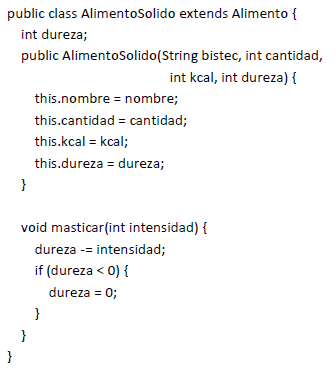 public class AlimentoSolido extends Alimento {
int dureza;
public AlimentoSolido(String bistec, int cantidad,
int kcal, int dureza) {
this.nombre = nombre;
this.cantidad = cantidad;
this.kcal = kcal;
this.dureza = dureza;
}
void masticar(int intensidad) {
dureza -= intensidad;
if (dureza < 0) {
dureza = 0;
}
}
}